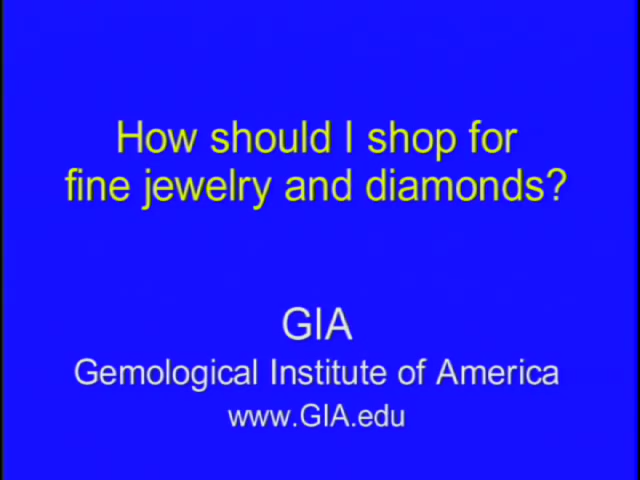 How should I shop for
fine jewelry and diamonds?
GIA
Gemological Institute of America
www.GIA.edu